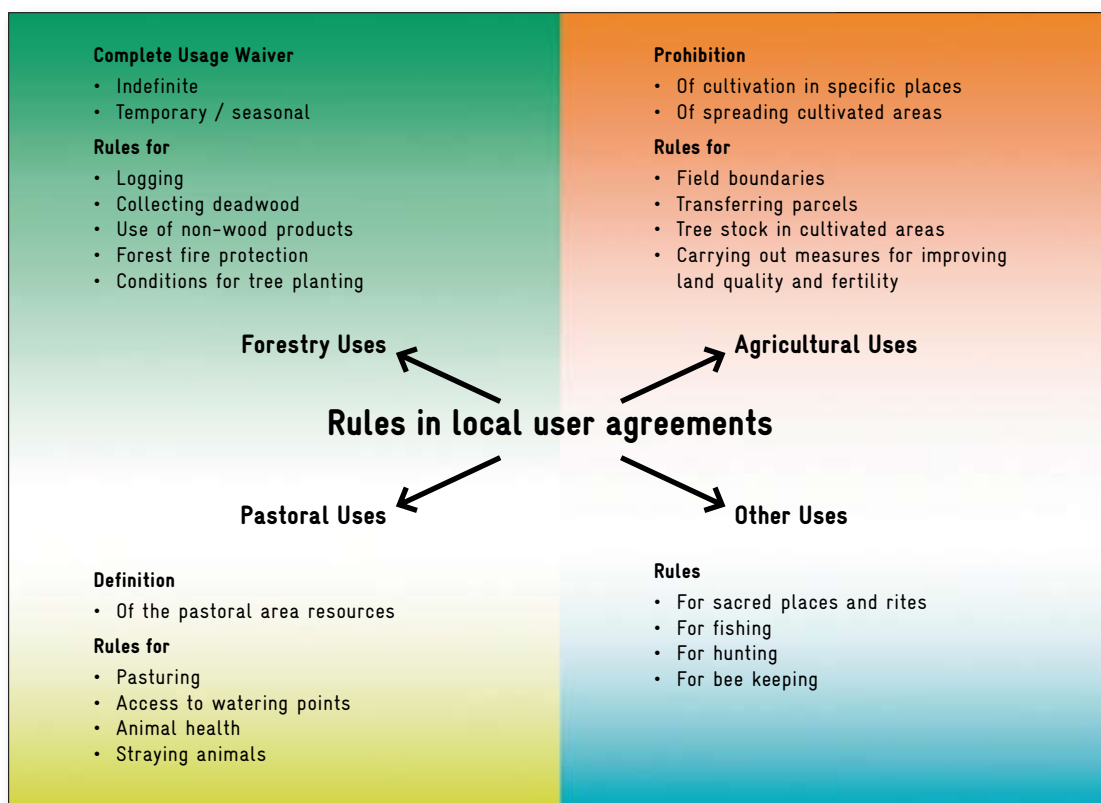 Complete Usage Waiver
• Indefinite
• Temporary / seasonal
Rules for
• Logging
• Collecting deadwood
• Use of non-wood products
• Forest fire protection
• Conditions for tree planting
Forestry Uses
Prohibition
• Of cultivation in specific places
• Of spreading cultivated areas
Rules for
• Field boundaries
• Transferring parcels
• Tree stock in cultivated areas
• Carrying out measures for improving
land quality and fertility
Agricultural Uses
Rules in local user agreements
Pastoral Uses
Definition
• Of the pastoral area resources
Rules for
• Pasturing
• Access to watering points
• Animal health
• Straying animals
Other Uses
Rules
• For sacred places and rites
• For fishing
• For hunting
• For bee keeping